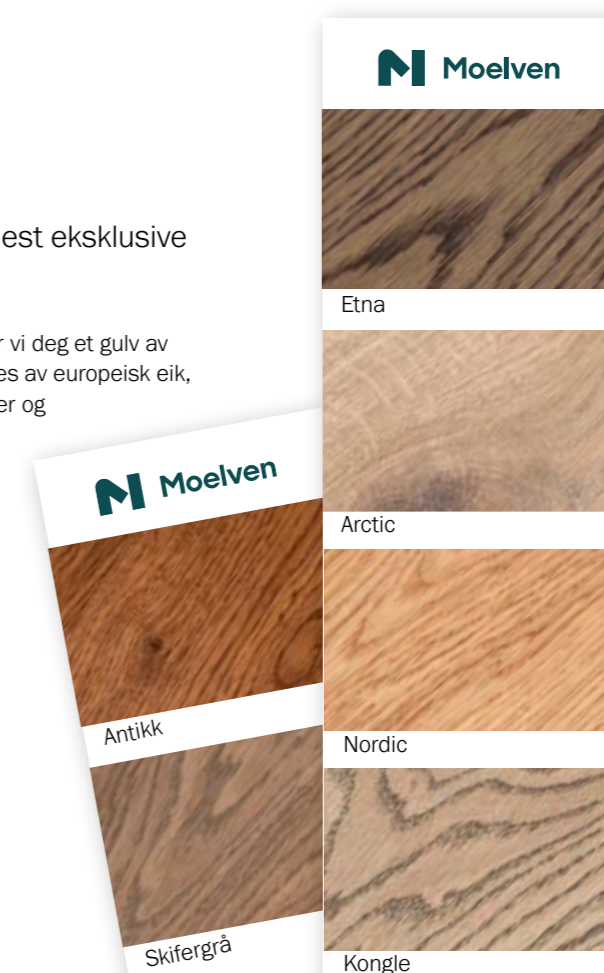 est eksklusive
r vi deg et gulv av
es av europeisk eik,
er og
Moelven
Antikk
Skifergrå
Moelven
Etna
Arctic
Nordic
Kongle